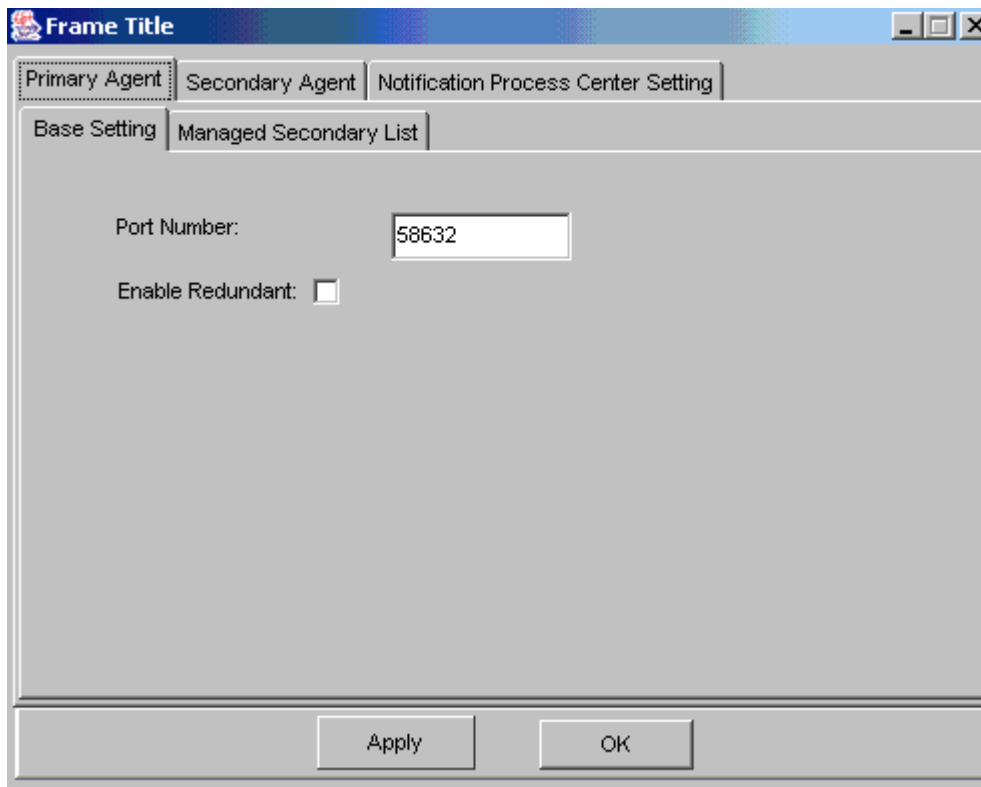 Frame Title
Primary Agent Secondary Agent Notification Process Center Setting
Base Setting Managed Secondary List
Port Number: 58632
Enable Redundant:
Apply OK